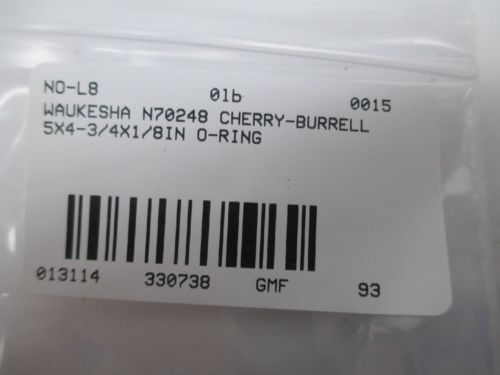 NO-L8 01b 0015
WAUKESHA N70248 CHERRY-BURRELL
5X4-3/4X1/8IN O-RING
013114 330738 GMF 93